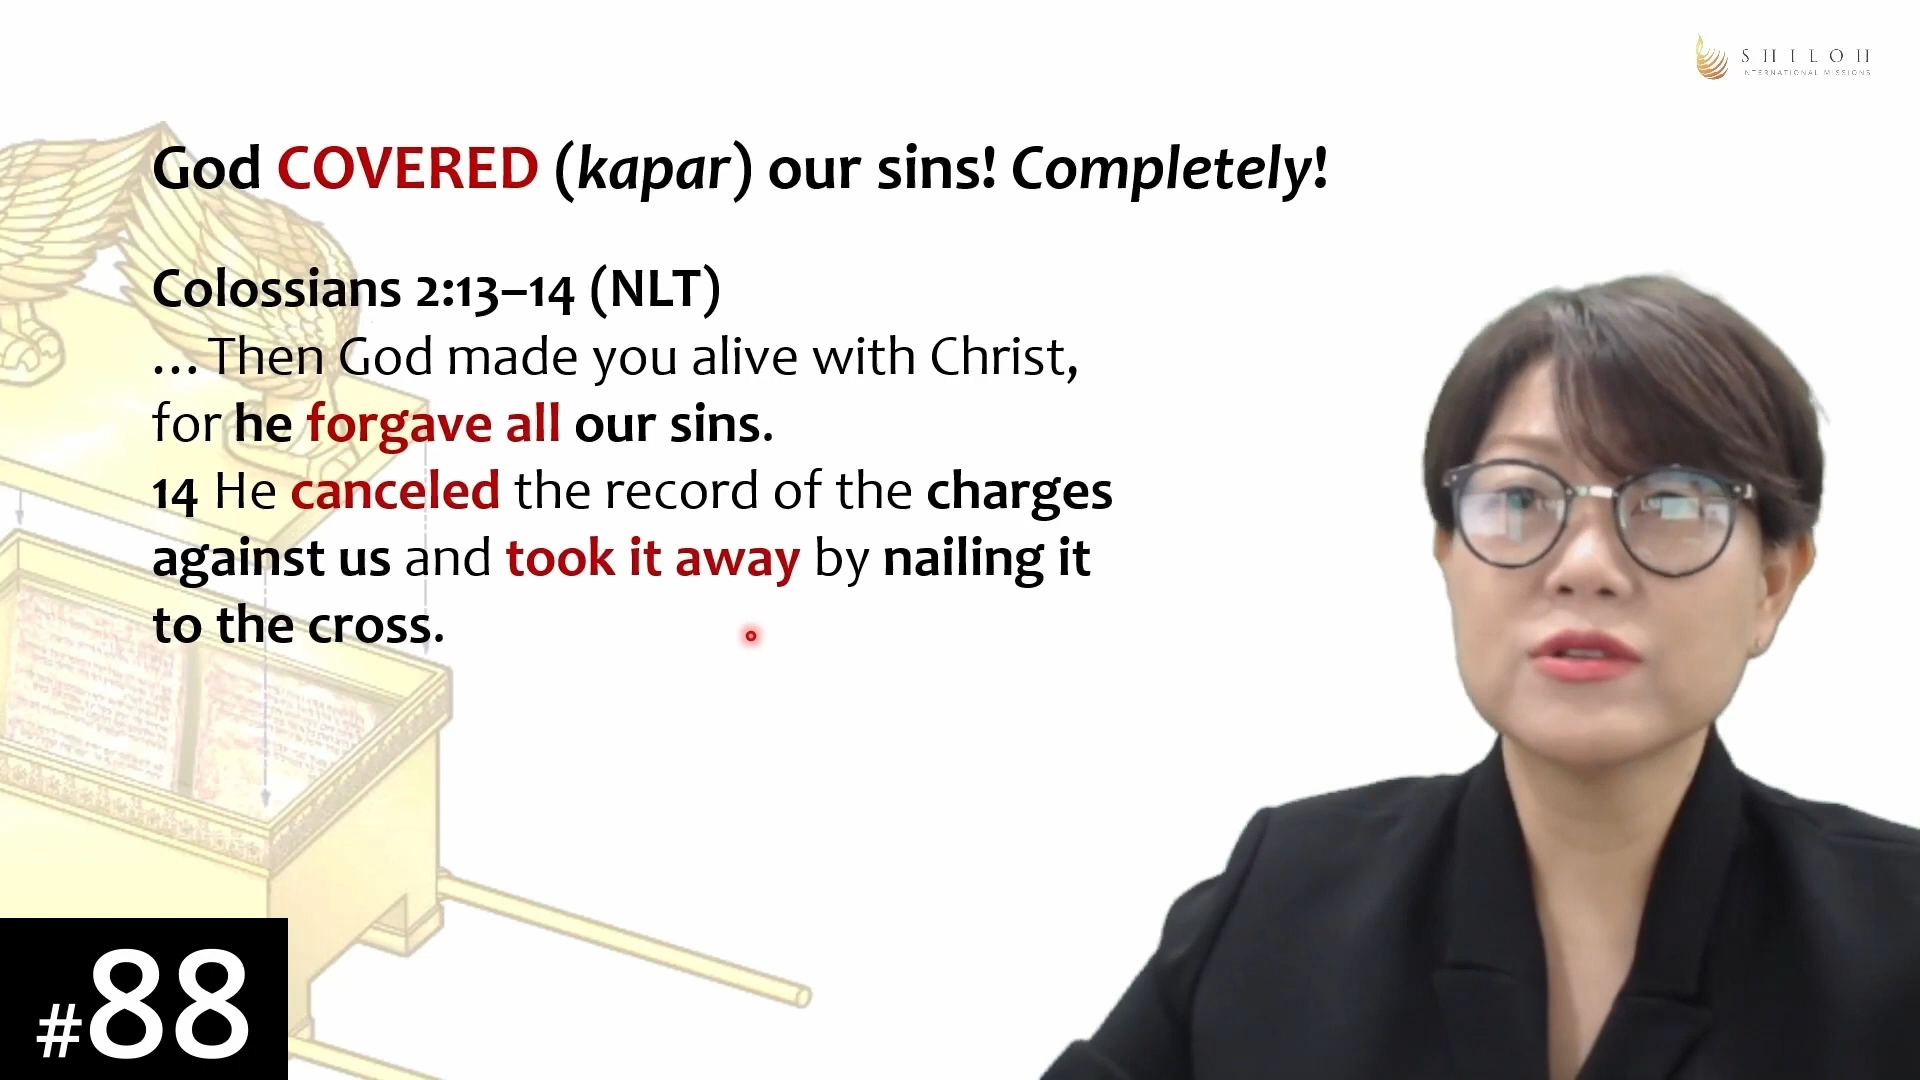 SHILOH
INTERNATIONAL MISSIONS
God COVERED (kapar) our sins! Completely!
Colossians 2:13–14 (NLT)
…Then God made you alive with Christ,
for he forgave all our sins.
14 He canceled the record of the charges
against us and took it away by nailing it
to the cross.
#88